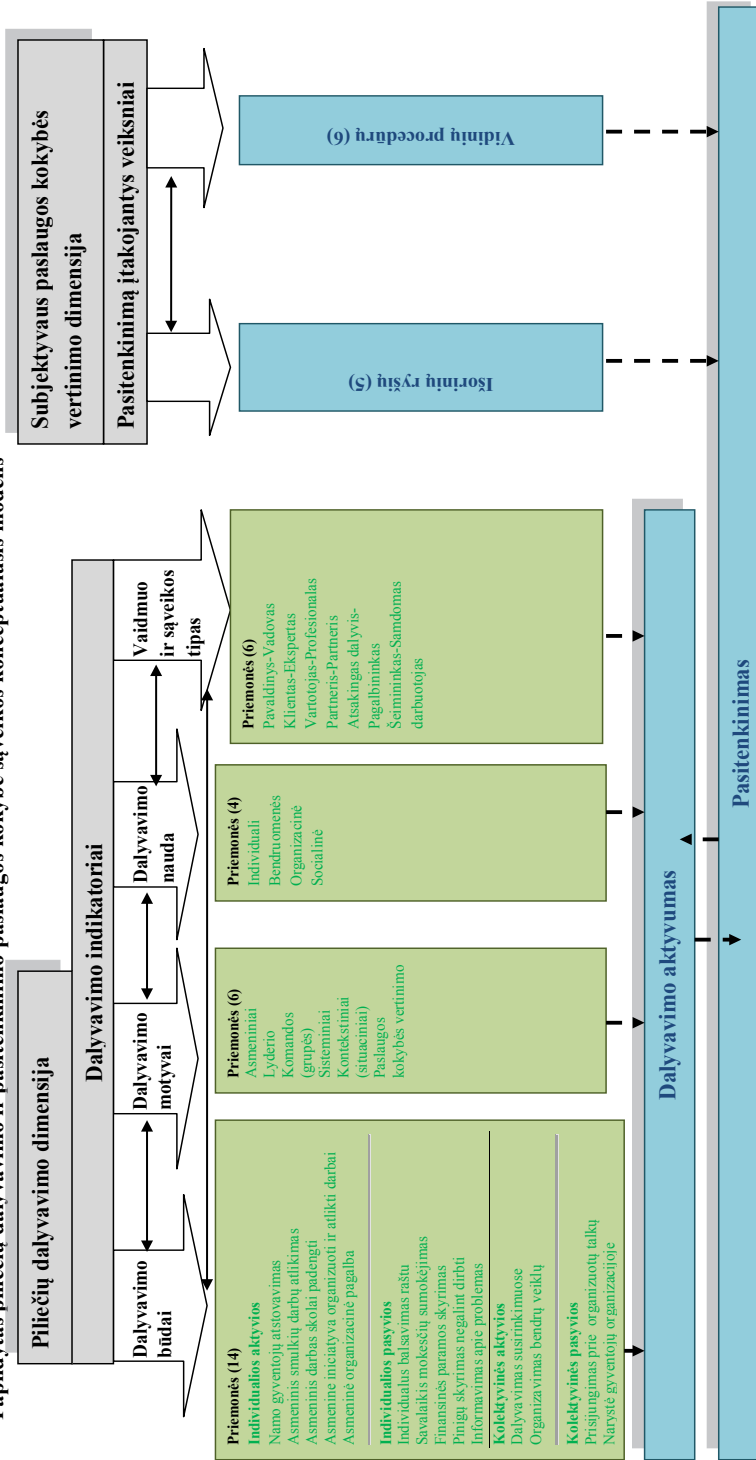 Papildytas piliečių dalyvavimo ir pasitenkinimo paslaugos kokybe sąveikos konceptualusis modelis
Piliečių dalyvavimo dimensija
Dalyvavimo indikatoriai
Dalyvavimo
būdai
Dalyvavimo
motyvai
Dalyvavimo
nauda
Vaidmuo
ir sąveikos
tipas
Priemonės (14)
Individualios aktyvios
Namo gyventojų atstovavimas
Asmeninis smulkių darbų atlikimas
Asmeninis darbas skolai padengti
Asmeninė iniciatyva organizuoti ir atlikti darbai
Asmeninė organizacinė pagalba
Individualios pasyvios
Individualus balsavimas raštu
Savalaikis mokesčių sumokėjimas
Finansinės paramos skyrimas
Pinigų skyrimas negalint dirbti
Informavimas apie problemas
Kolektyvinės aktyvios
Dalyvavimas susirinkimuose
Organizavimas bendrų veiklų
Kolektyvinės pasyvios
Prisijungimas prie organizuotų talkų
Narystė gyventojų organizacijoje
Priemonės (6)
Asmeniniai
Lyderio
Komandos
(grupės)
Sisteminiai
Kontekstiniai
(situaciniai)
Paslaugos
kokybės vertinimo
Priemonės (4)
Individuali
Bendruomenės
Organizacinė
Socialinė
Priemonės (6)
Pavaldinys-Vadovas
Klientas-Ekspertas
Vartotojas-Profesionalas
Partneris-Partneris
Atsakingas dalyvis-
Pagalbininkas
Šeimininkas-Samdomas
darbuotojas
Dalyvavimo aktyvumas
Subjektyvaus paslaugos kokybės
vertinimo dimensija
Pasitenkinimą įtakojantys veiksniai
Išorinių ryšių (5)
Vidinių procedūrų (6)
Pasitenkinimas